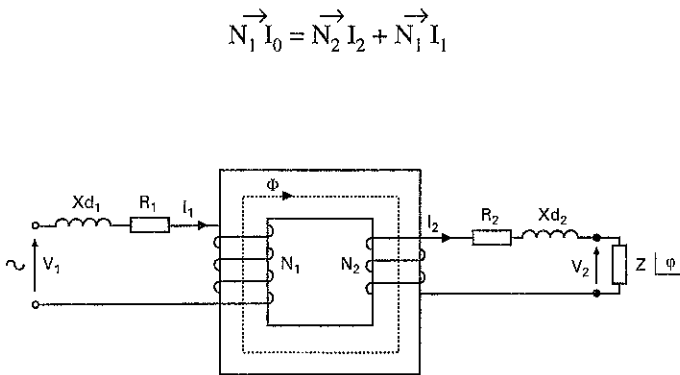 N₁ I₀ = N₂ I₂ + N₁ I₁
Φ
Xd₁ R₁ I₁ I₂ R₂ Xd₂
∼ V₁ N₁ N₂ V₂ Z φ